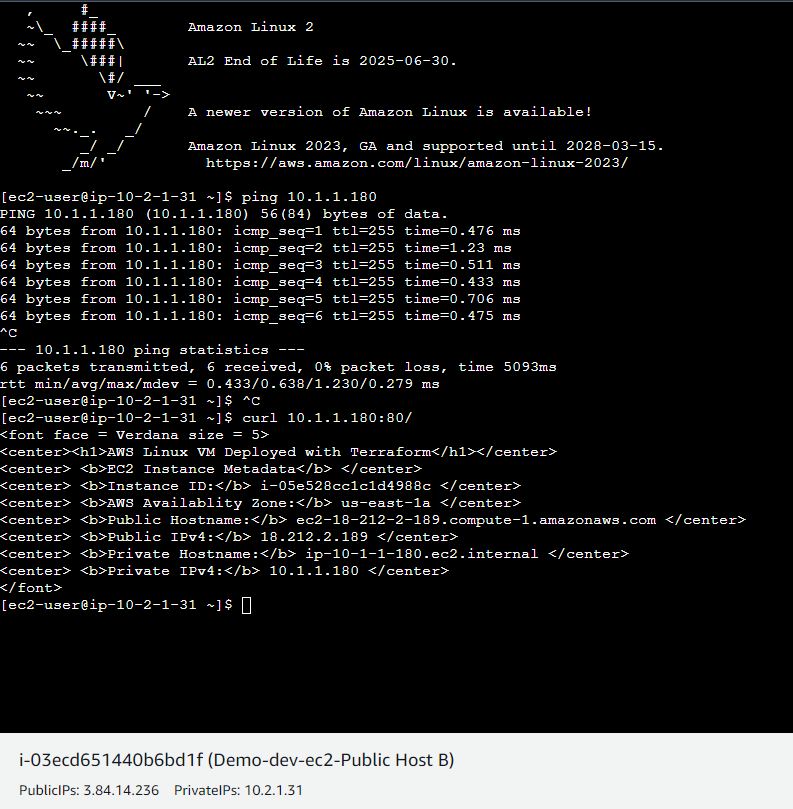 ,     #_
   ~\_  ####_        Amazon Linux 2
  ~~  \_#####\
  ~~     \###|       AL2 End of Life is 2025-06-30.
  ~~       \#/ ___
   ~~       V~' '->
    ~~~         /    A newer version of Amazon Linux is available!
      ~~._.   _/
         _/ _/       Amazon Linux 2023, GA and supported until 2028-03-15.
       _/m/'           https://aws.amazon.com/linux/amazon-linux-2023/
[ec2-user@ip-10-2-1-31 ~]$ ping 10.1.1.180
PING 10.1.1.180 (10.1.1.180) 56(84) bytes of data.
64 bytes from 10.1.1.180: icmp_seq=1 ttl=255 time=0.476 ms
64 bytes from 10.1.1.180: icmp_seq=2 ttl=255 time=1.23 ms
64 bytes from 10.1.1.180: icmp_seq=3 ttl=255 time=0.511 ms
64 bytes from 10.1.1.180: icmp_seq=4 ttl=255 time=0.433 ms
64 bytes from 10.1.1.180: icmp_seq=5 ttl=255 time=0.706 ms
64 bytes from 10.1.1.180: icmp_seq=6 ttl=255 time=0.475 ms
^C
--- 10.1.1.180 ping statistics ---
6 packets transmitted, 6 received, 0% packet loss, time 5093ms
rtt min/avg/max/mdev = 0.433/0.638/1.230/0.279 ms
[ec2-user@ip-10-2-1-31 ~]$ ^C
[ec2-user@ip-10-2-1-31 ~]$ curl 10.1.1.180:80/
<font face = Verdana size = 5>
<center><h1>AWS Linux VM Deployed with Terraform</h1></center>
<center> <b>EC2 Instance Metadata</b> </center>
<center> <b>Instance ID:</b> i-05e528cc1c1d4988c </center>
<center> <b>AWS Availablity Zone:</b> us-east-1a </center>
<center> <b>Public Hostname:</b> ec2-18-212-2-189.compute-1.amazonaws.com </center>
<center> <b>Public IPv4:</b> 18.212.2.189 </center>
<center> <b>Private Hostname:</b> ip-10-1-1-180.ec2.internal </center>
<center> <b>Private IPv4:</b> 10.1.1.180 </center>
</font>
[ec2-user@ip-10-2-1-31 ~]$
i-03ecd651440b6bd1f (Demo-dev-ec2-Public Host B)
PublicIPs: 3.84.14.236 PrivateIPs: 10.2.1.31